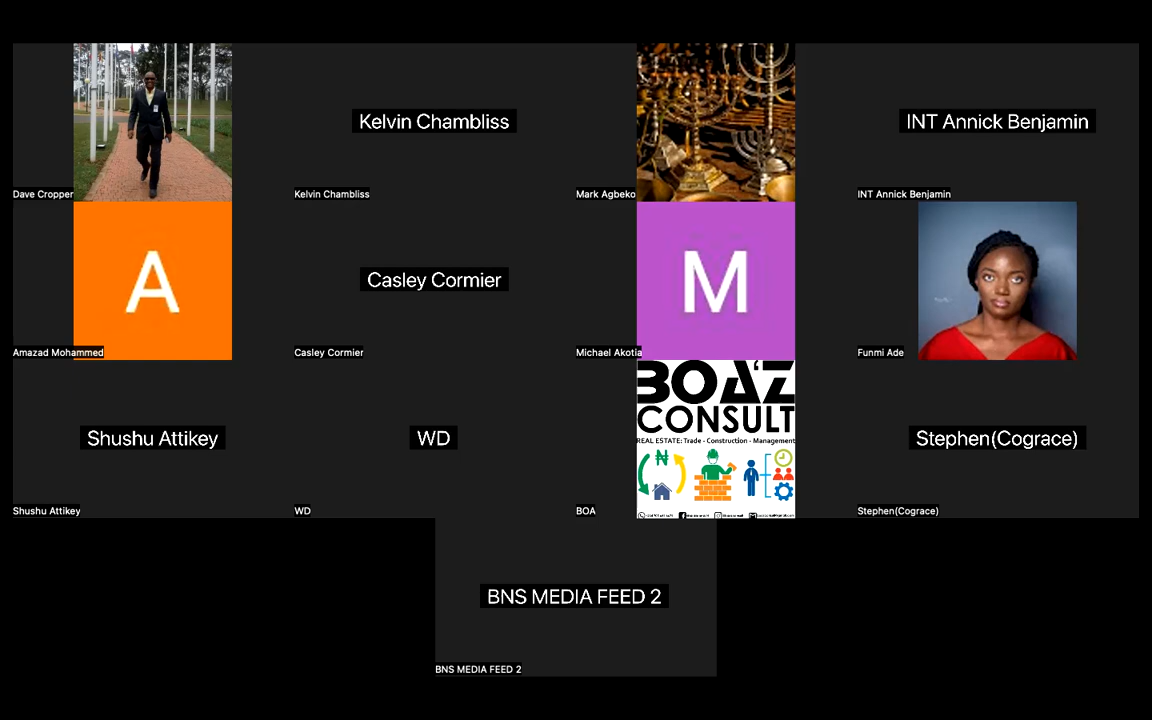 Dave Cropper
Kelvin Chambliss
Kelvin Chambliss
Mark Agbeko
INT Annick Benjamin
INT Annick Benjamin
A
Amazad Mohammed
Casley Cormier
Casley Cormier
M
Michael Akotia
Funmi Ade
Shushu Attikey
Shushu Attikey
WD
WD
BOA'Z
CONSULT
REAL ESTATE: Trade - Construction - Management
₦
BOA
Stephen(Cograce)
Stephen(Cograce)
BNS MEDIA FEED 2
BNS MEDIA FEED 2